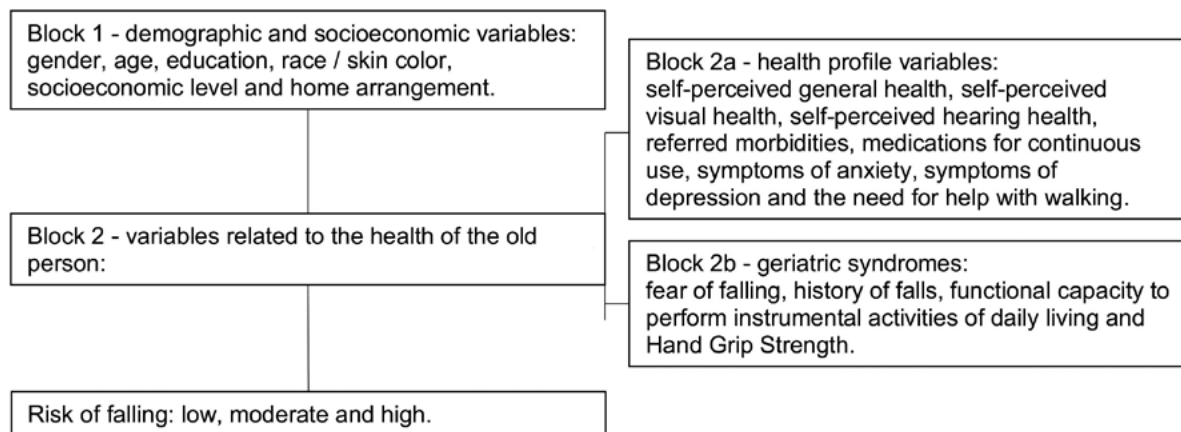 Block 1 - demographic and socioeconomic variables:
gender, age, education, race / skin color,
socioeconomic level and home arrangement.
Block 2a - health profile variables:
self-perceived general health, self-perceived
visual health, self-perceived hearing health,
referred morbidities, medications for continuous
use, symptoms of anxiety, symptoms of
depression and the need for help with walking.
Block 2 - variables related to the health of the old
person:
Block 2b - geriatric syndromes:
fear of falling, history of falls, functional capacity to
perform instrumental activities of daily living and
Hand Grip Strength.
Risk of falling: low, moderate and high.